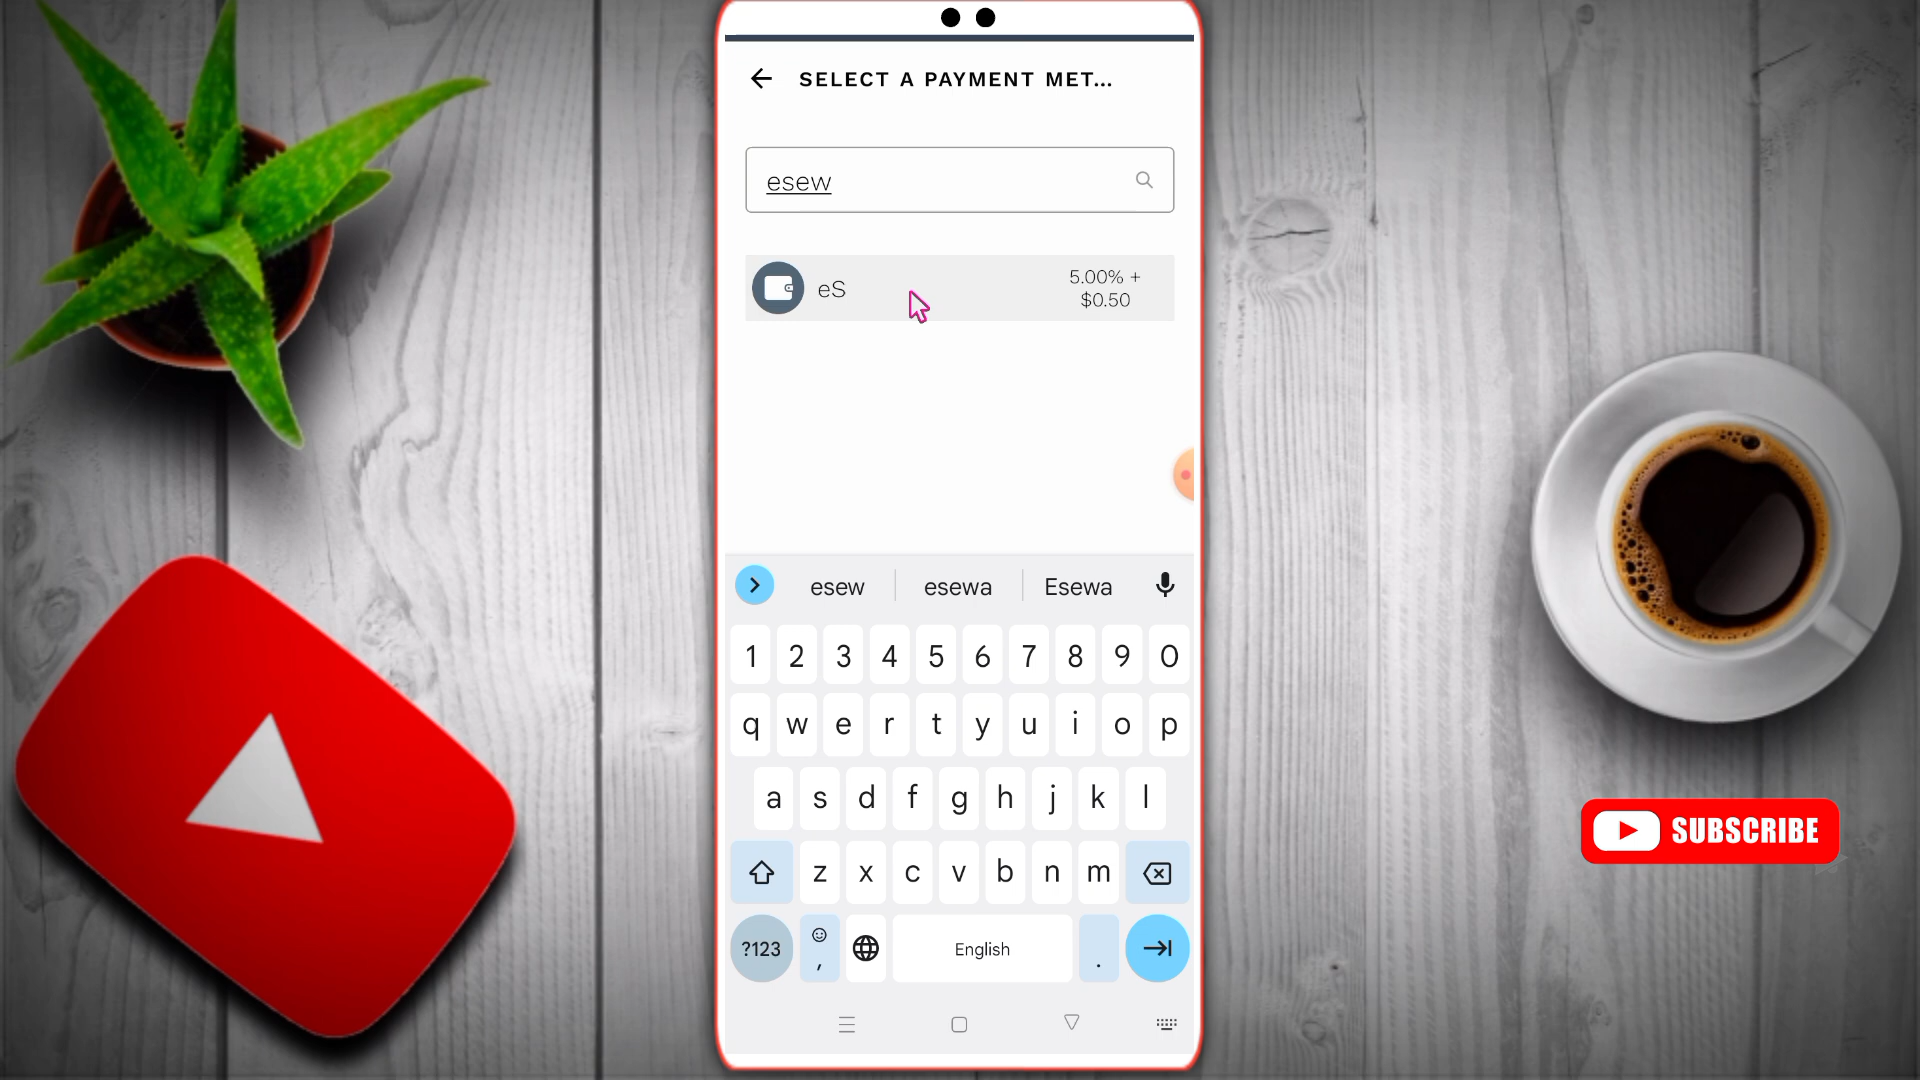 SELECT A PAYMENT MET...
esew
eS
5.00% +
$0.50
esew
esewa
Esewa
1 2 3 4 5 6 7 8 9 0
q w e r t y u i o p
a s d f g h j k l
z x c v b n m
?123
,
English
.
SUBSCRIBE